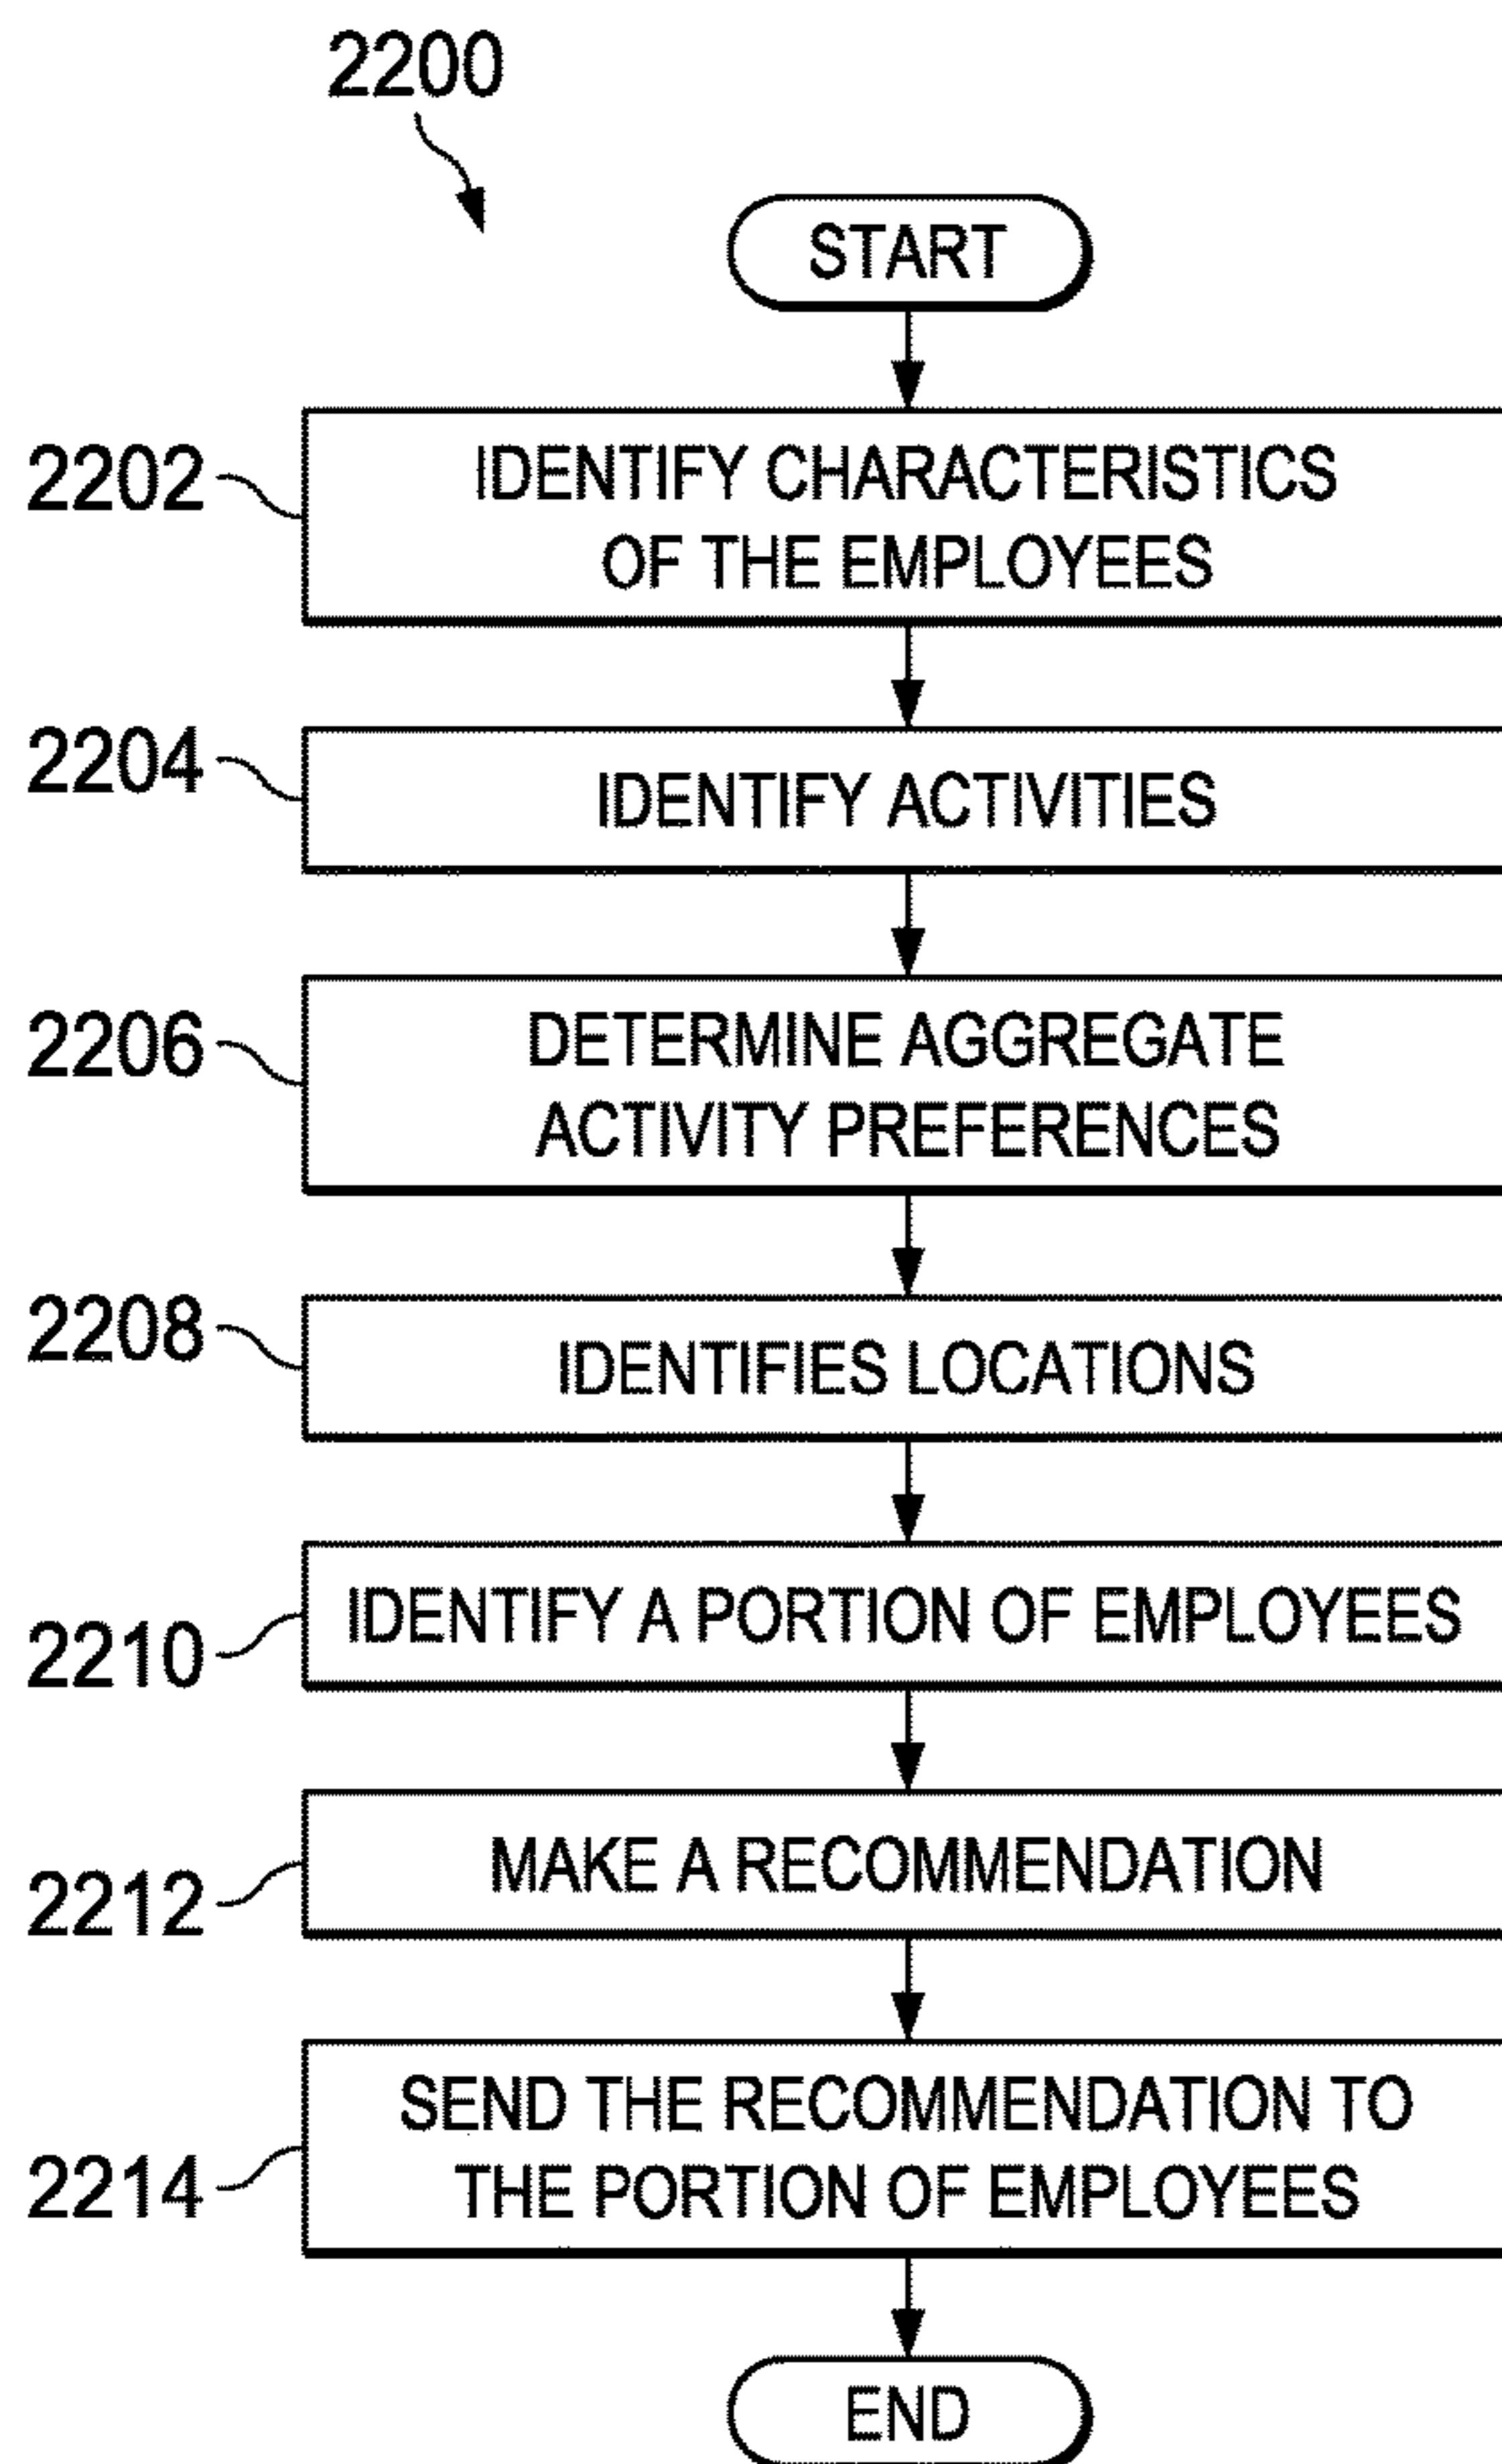 2200
START
2202
IDENTIFY CHARACTERISTICS
OF THE EMPLOYEES
2204
IDENTIFY ACTIVITIES
2206
DETERMINE AGGREGATE
ACTIVITY PREFERENCES
2208
IDENTIFIES LOCATIONS
2210
IDENTIFY A PORTION OF EMPLOYEES
2212
MAKE A RECOMMENDATION
2214
SEND THE RECOMMENDATION TO
THE PORTION OF EMPLOYEES
END